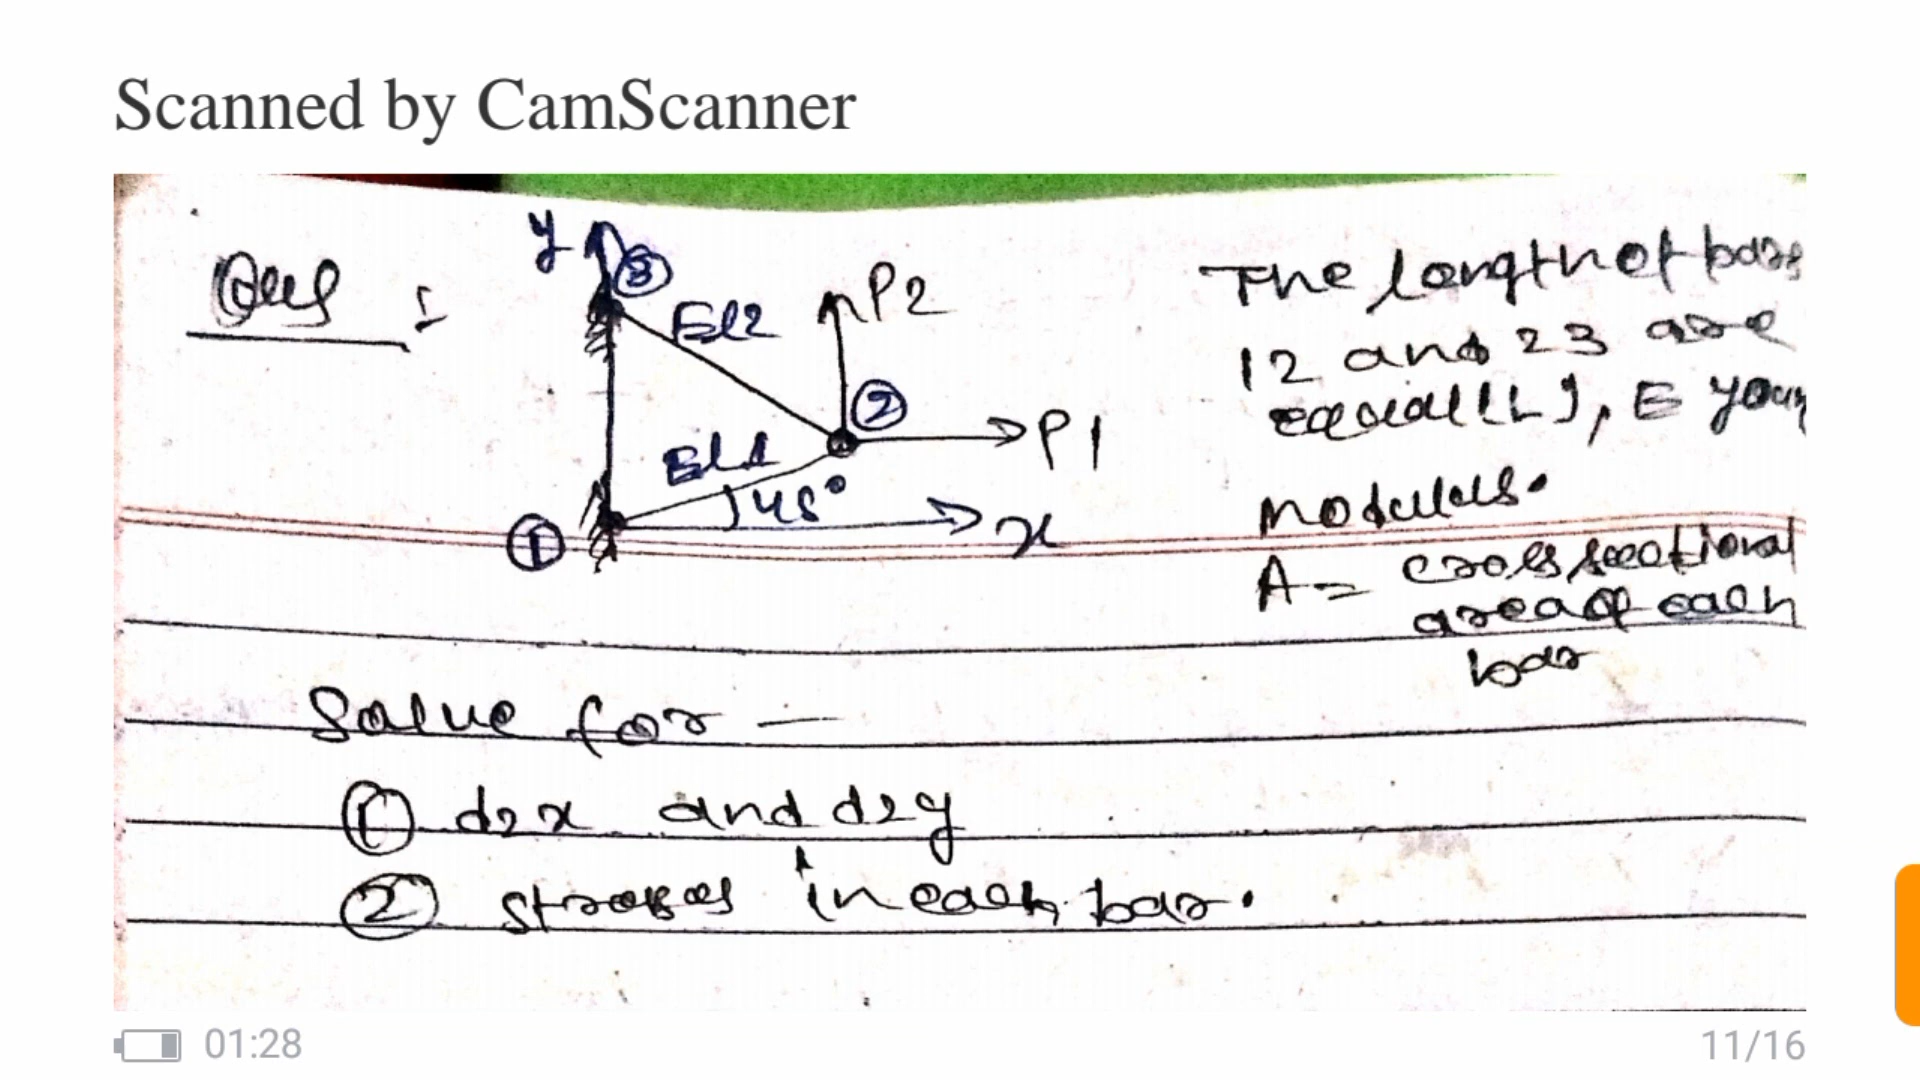 Scanned by CamScanner
Ques :
y
③
El2
P2
②
P1
El1
45°
x
①
The length of bars
12 and 23 are
equal (L), E youn
modulus.
A = cross sectional
area of each
bar
Solve for —
① d2x and d2y
② stresses in each bar.
01:28
11/16